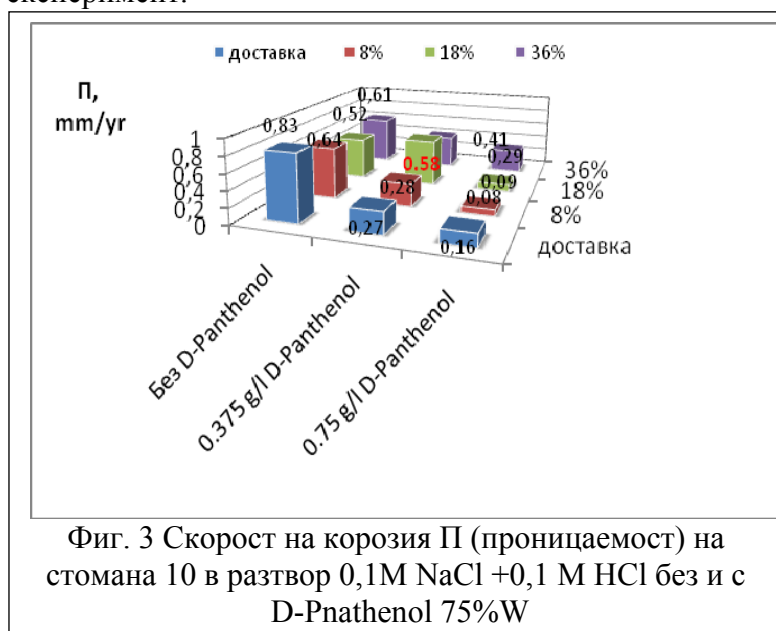 експеримент.
доставка 8% 18% 36%
П,
mm/yr
1
0,8
0,6
0,4
0,2
0
0,83
0,64
0,52
0,61
0,27
0,28
0.58
0,41
0,16
0,08
0,09
0,29
36%
18%
8%
доставка
Без D-Panthenol
0.375 g/l D-Panthenol
0.75 g/l D-Panthenol
Фиг. 3 Скорост на корозия П (проницаемост) на
стомана 10 в разтвор 0,1М NaCl +0,1 М HCl без и с
D-Pnathenol 75%W